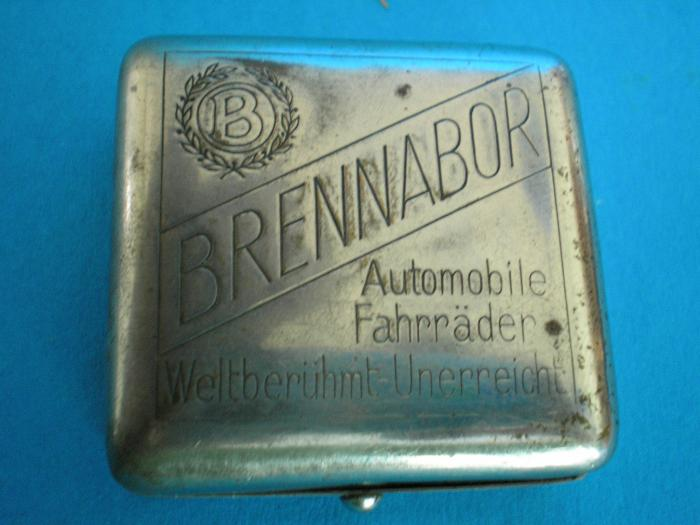 B
BRENNABOR
Automobile
Fahrräder
Weltberühmt-Unerreicht